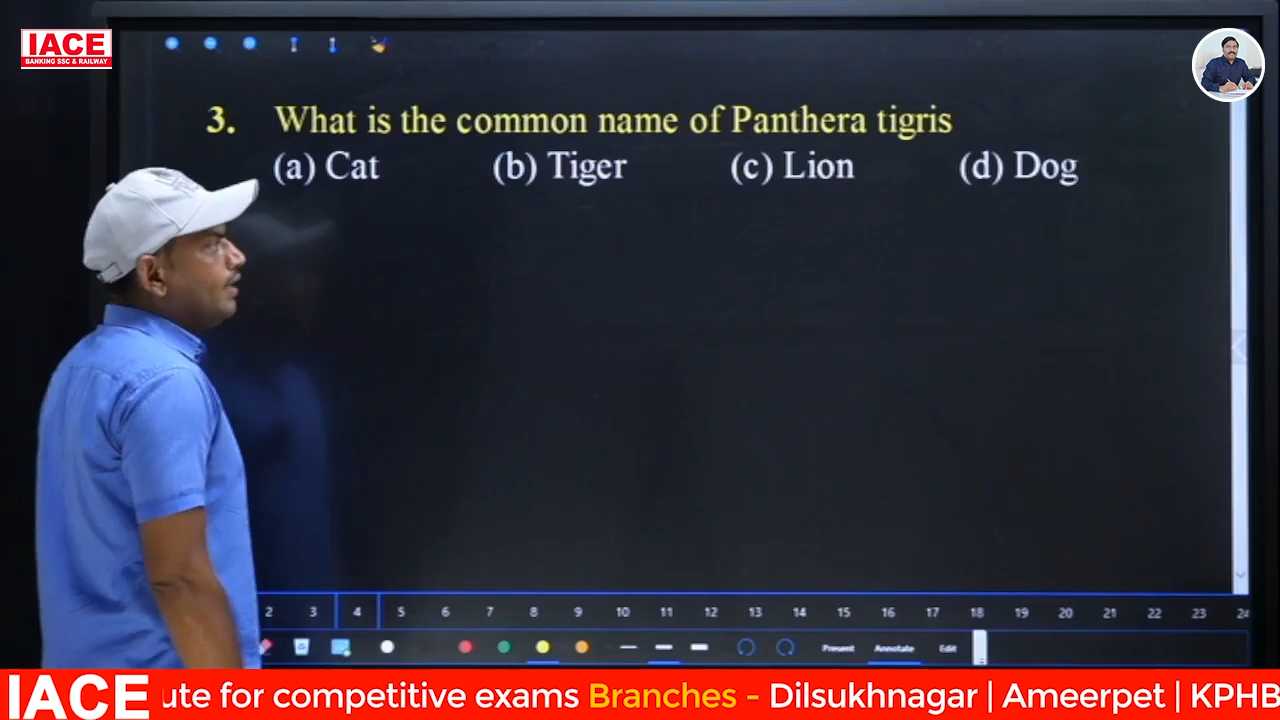 IACE
BANKING SSC & RAILWAY
3. What is the common name of Panthera tigris
(a) Cat (b) Tiger (c) Lion (d) Dog
2 3 4 5 6 7 8 9 10 11 12 13 14 15 16 17 18 19 20 21 22 23 24
Present Annotate Edit
IACE ute for competitive exams Branches - Dilsukhnagar | Ameerpet | KPHB